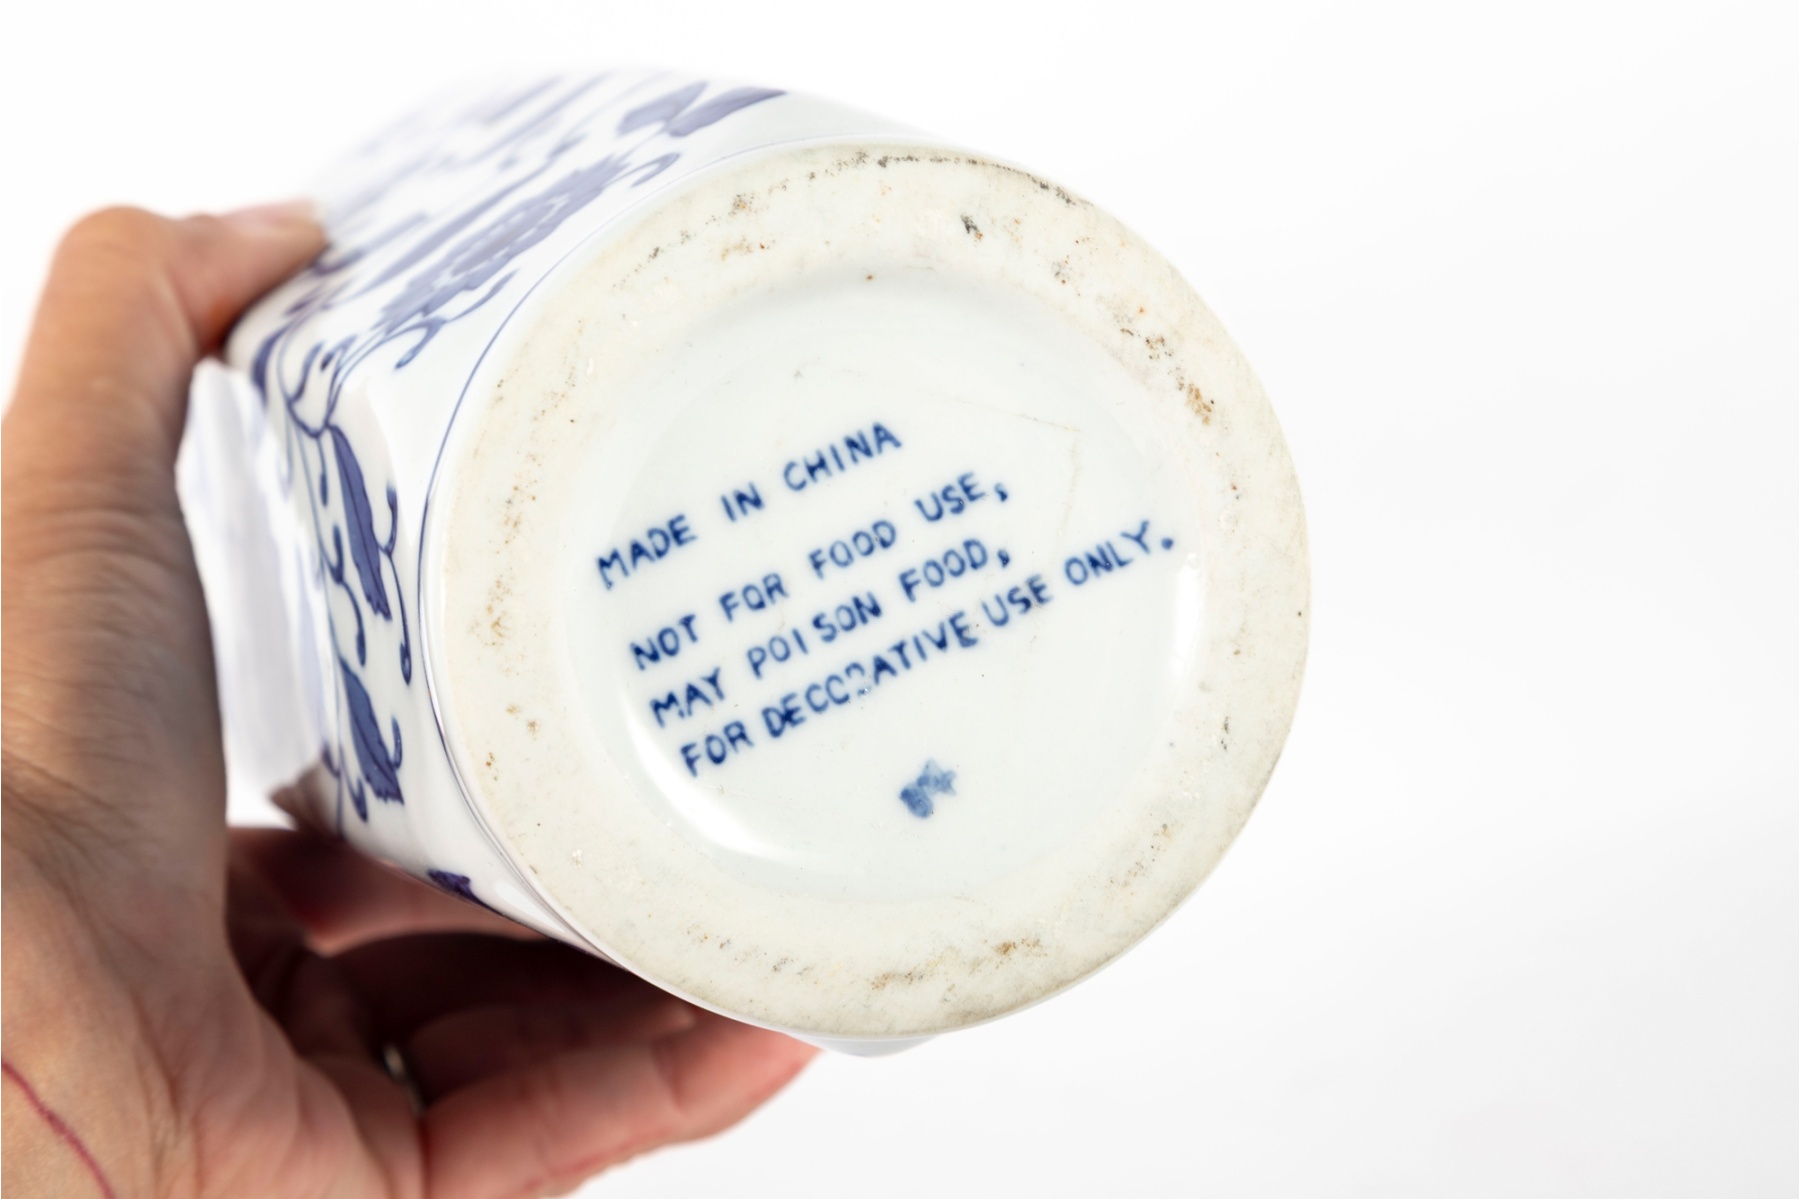 MADE IN CHINA
NOT FOR FOOD USE,
MAY POISON FOOD,
FOR DECORATIVE USE ONLY.